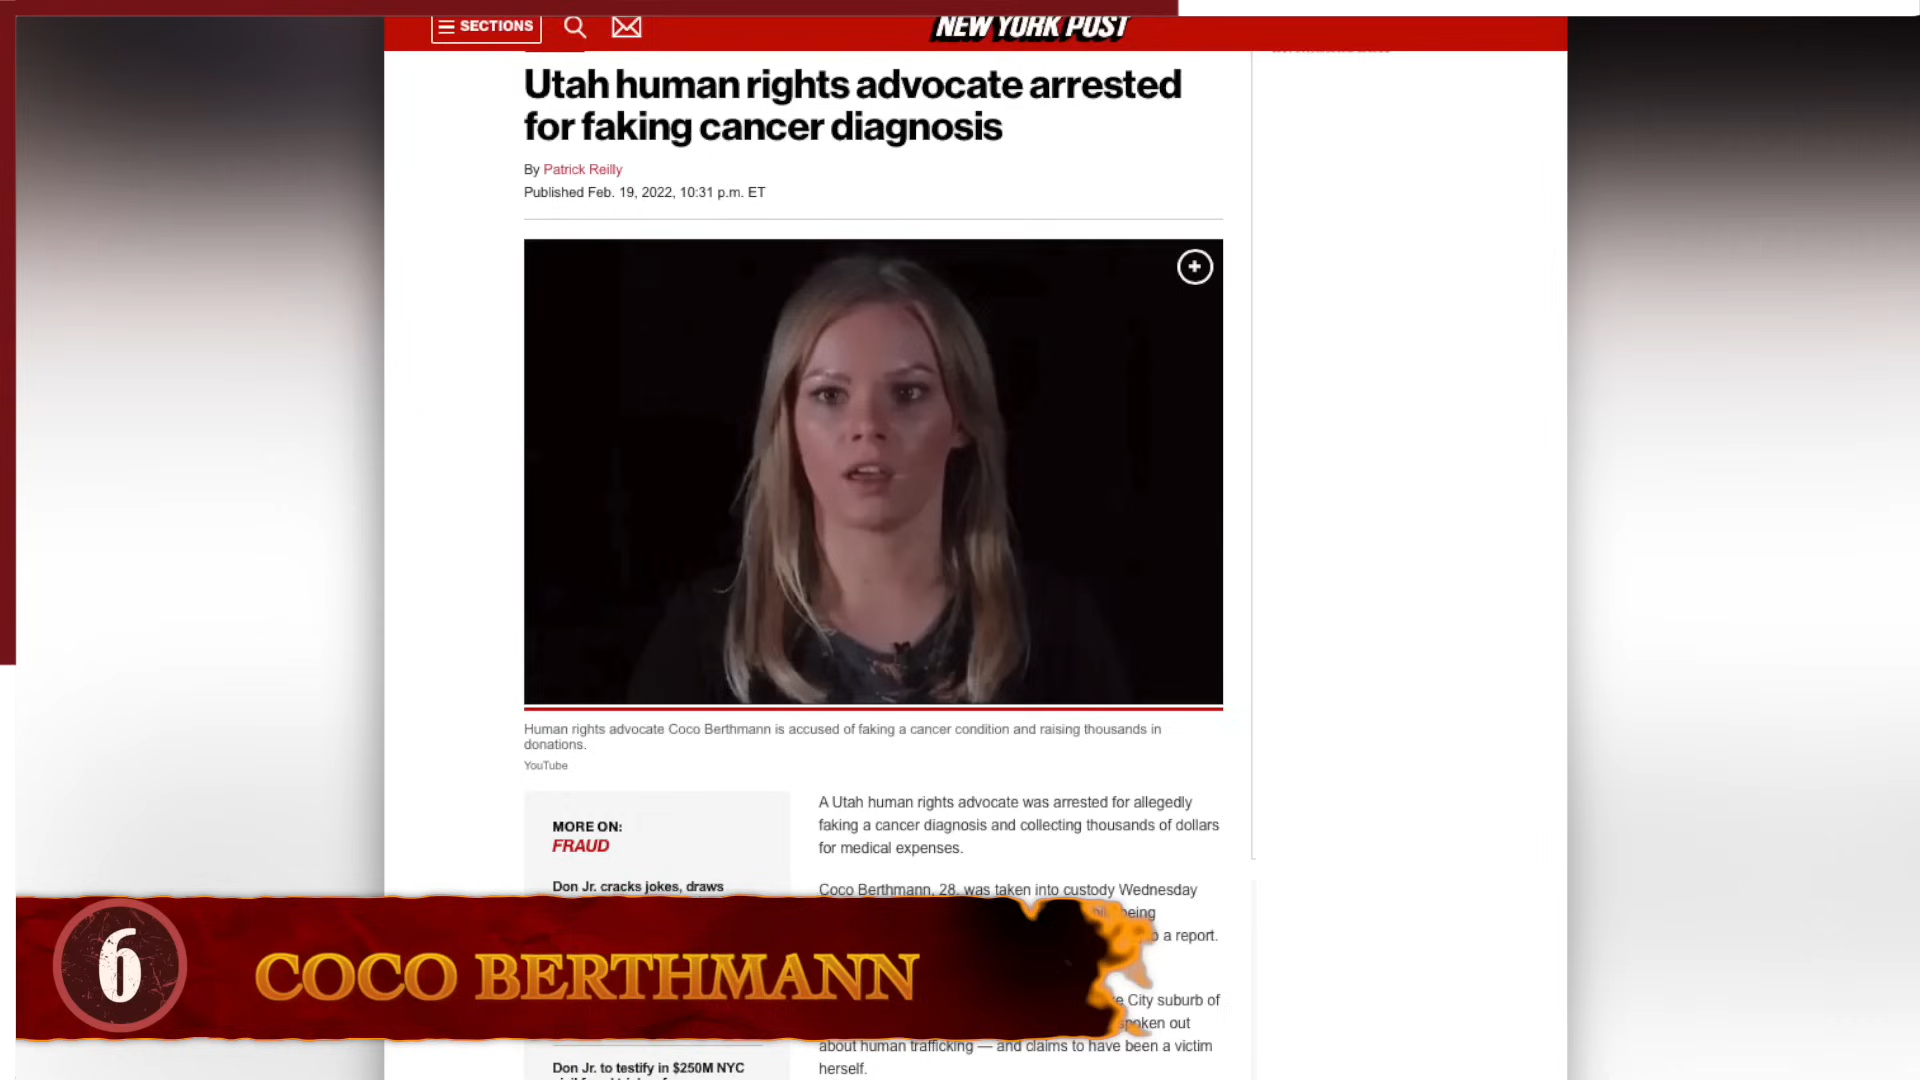 SECTIONS
NEW YORK POST
Utah human rights advocate arrested
for faking cancer diagnosis
By Patrick Reilly
Published Feb. 19, 2022, 10:31 p.m. ET
Human rights advocate Coco Berthmann is accused of faking a cancer condition and raising thousands in
donations.
YouTube
MORE ON:
FRAUD
Don Jr. cracks jokes, draws
Don Jr. to testify in $250M NYC
A Utah human rights advocate was arrested for allegedly
faking a cancer diagnosis and collecting thousands of dollars
for medical expenses.
Coco Berthmann, 28, was taken into custody Wednesday
being
a report.
City suburb of
spoken out
about human trafficking — and claims to have been a victim
herself.
6
COCO BERTHMANN